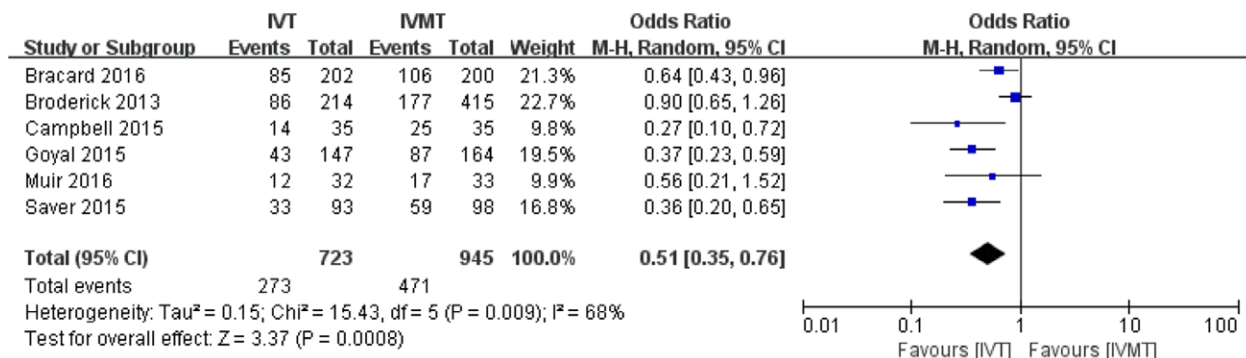 IVT IVMT Odds Ratio Odds Ratio
Study or Subgroup Events Total Events Total Weight M-H, Random, 95% CI M-H, Random, 95% CI
Bracard 2016 85 202 106 200 21.3% 0.64 [0.43, 0.96]
Broderick 2013 86 214 177 415 22.7% 0.90 [0.65, 1.26]
Campbell 2015 14 35 25 35 9.8% 0.27 [0.10, 0.72]
Goyal 2015 43 147 87 164 19.5% 0.37 [0.23, 0.59]
Muir 2016 12 32 17 33 9.9% 0.56 [0.21, 1.52]
Saver 2015 33 93 59 98 16.8% 0.36 [0.20, 0.65]
Total (95% CI) 723 945 100.0% 0.51 [0.35, 0.76]
Total events 273 471
Heterogeneity: Tau² = 0.15; Chi² = 15.43, df = 5 (P = 0.009); I² = 68%
Test for overall effect: Z = 3.37 (P = 0.0008)
0.01 0.1 1 10 100
Favours [IVT] Favours [IVMT]